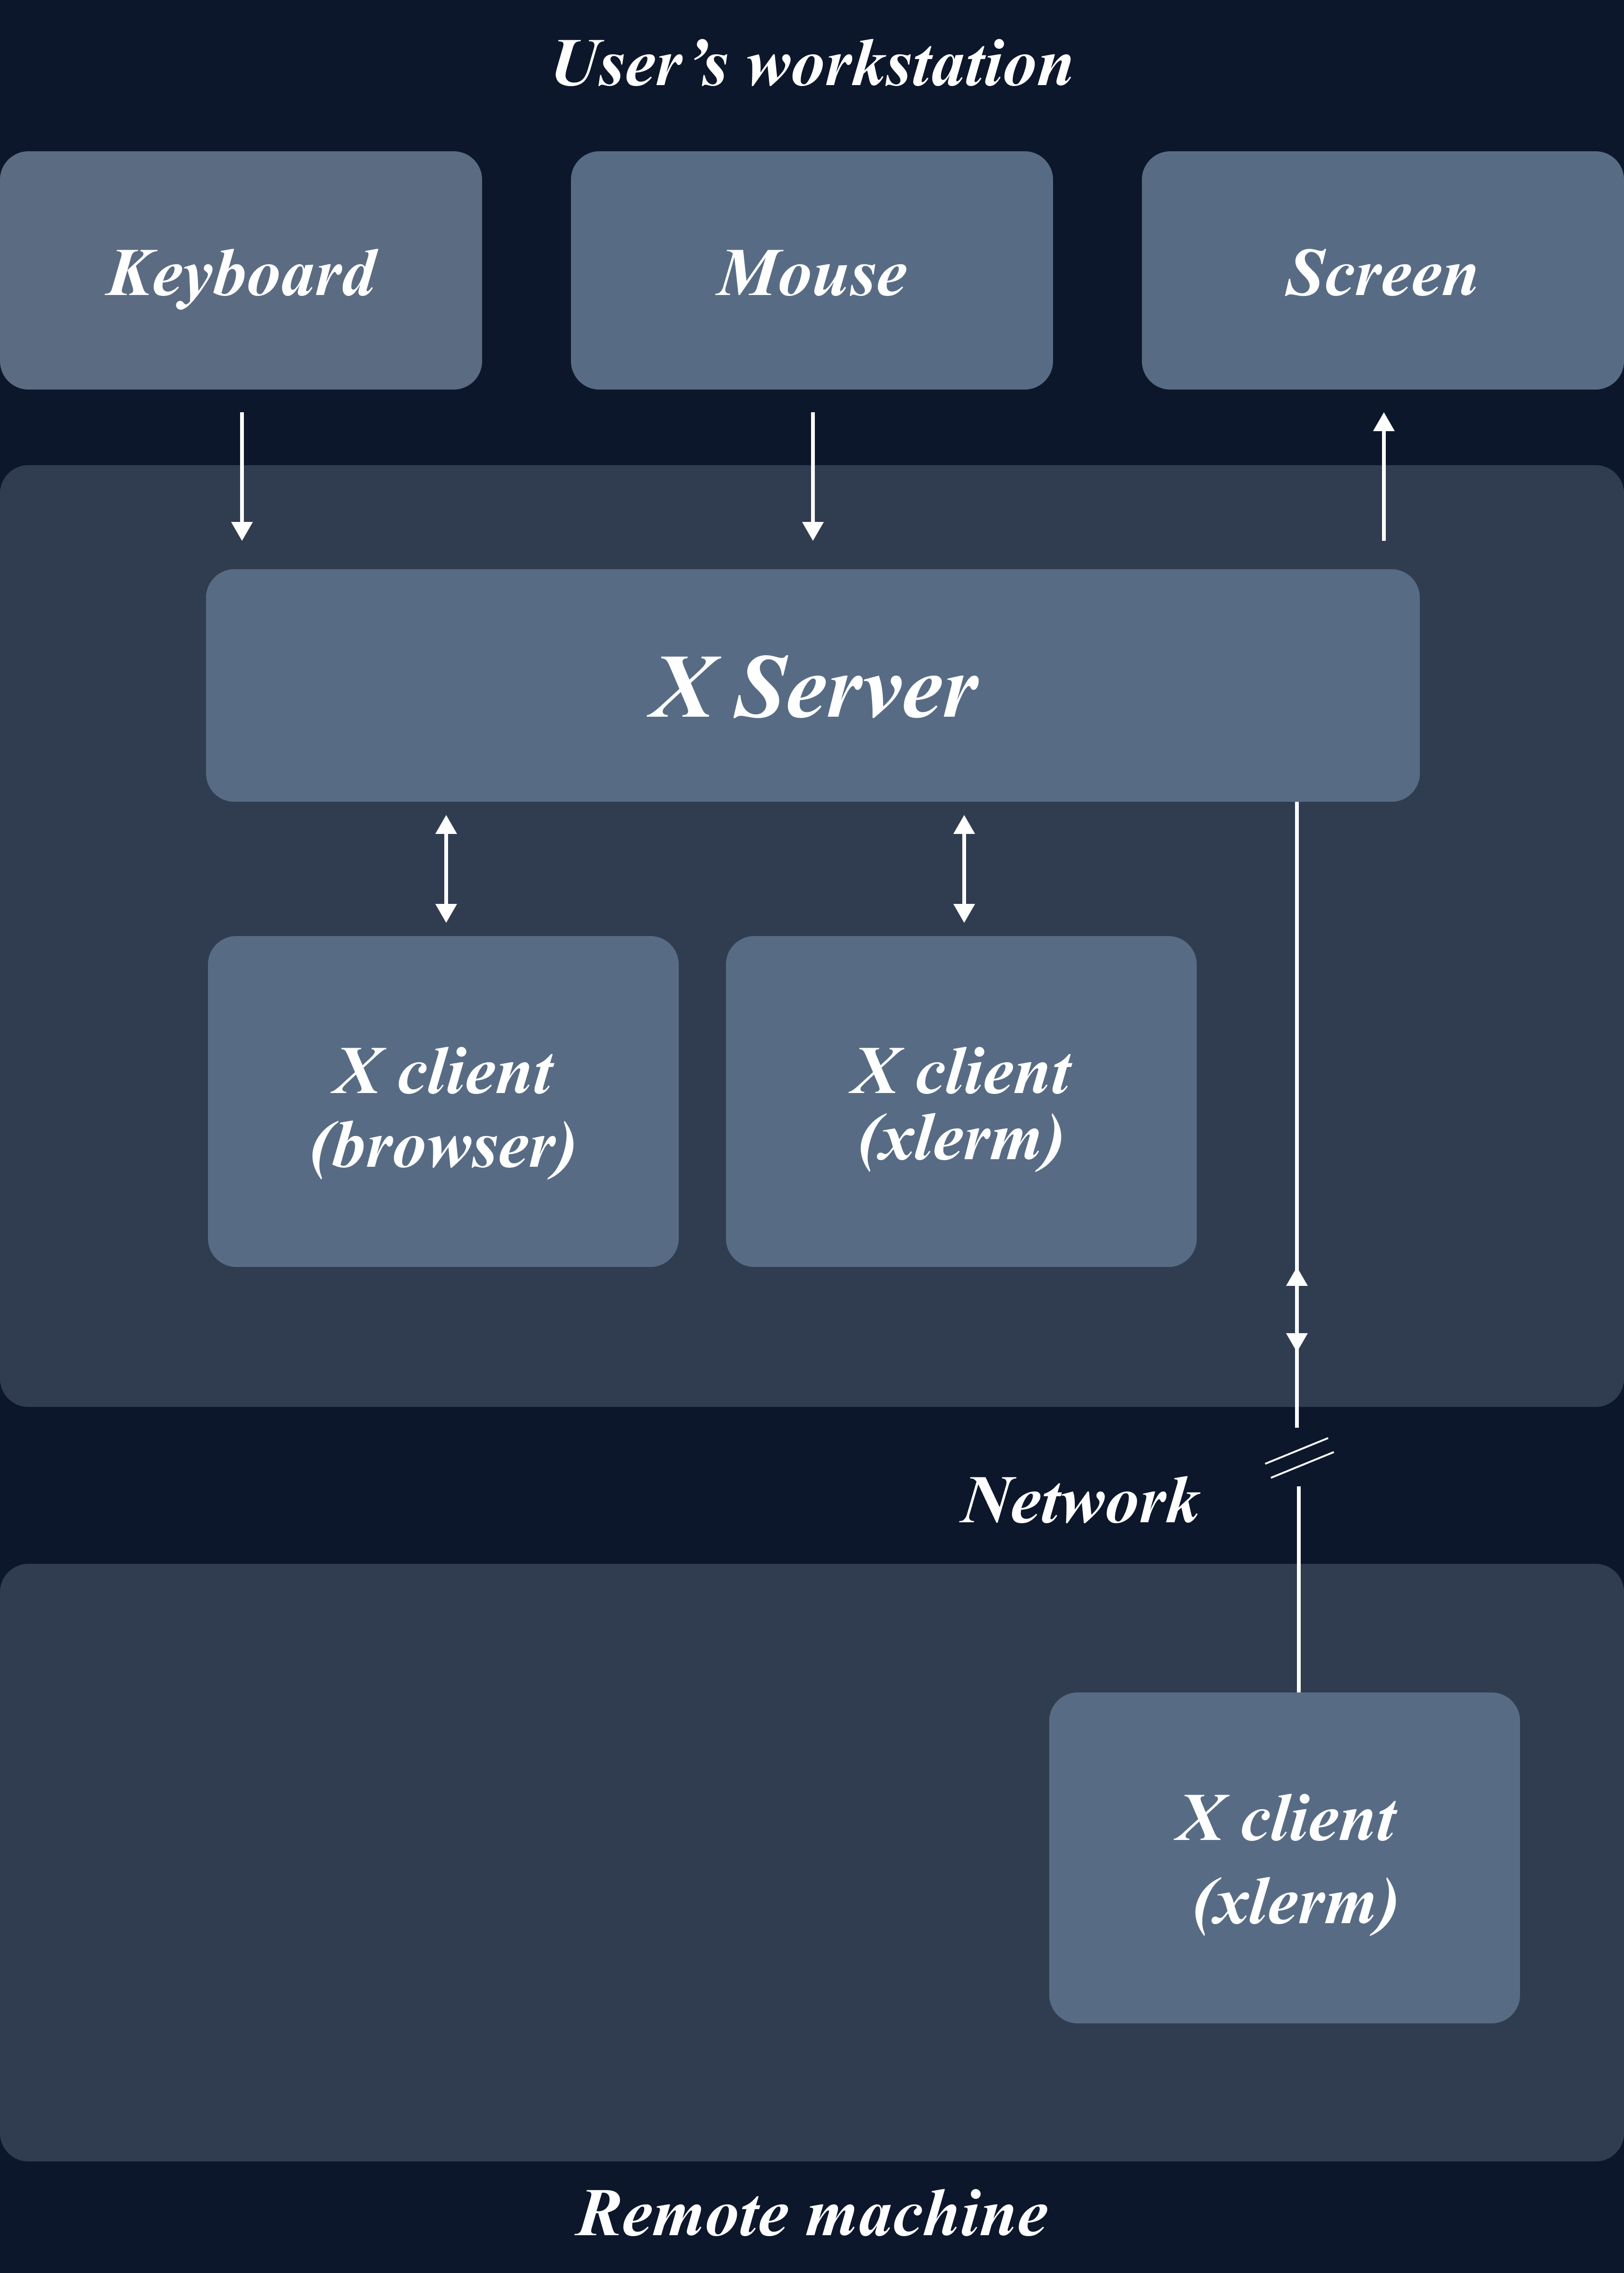 User’s workstation
Keyboard
Mouse
Screen
X Server
X client
(browser)
X client
(xlerm)
Network
X client
(xlerm)
Remote machine